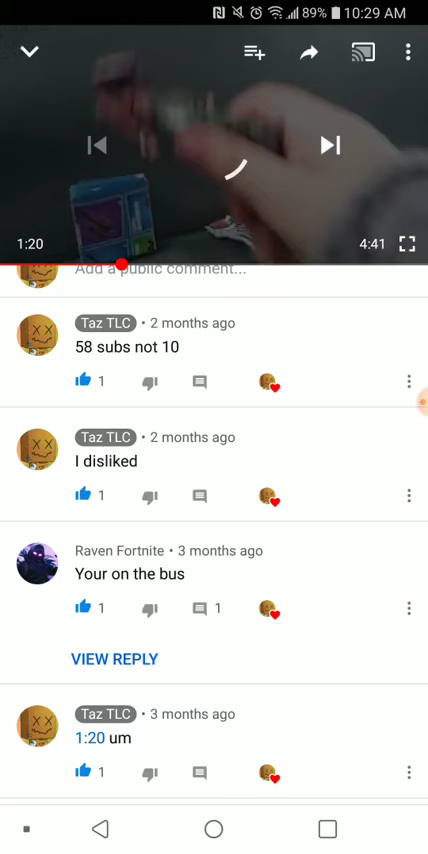 89% 10:29 AM
1:20
4:41
Add a public comment...
Taz TLC • 2 months ago
58 subs not 10
1
Taz TLC • 2 months ago
I disliked
1
Raven Fortnite • 3 months ago
Your on the bus
1 1
VIEW REPLY
Taz TLC • 3 months ago
1:20 um
1